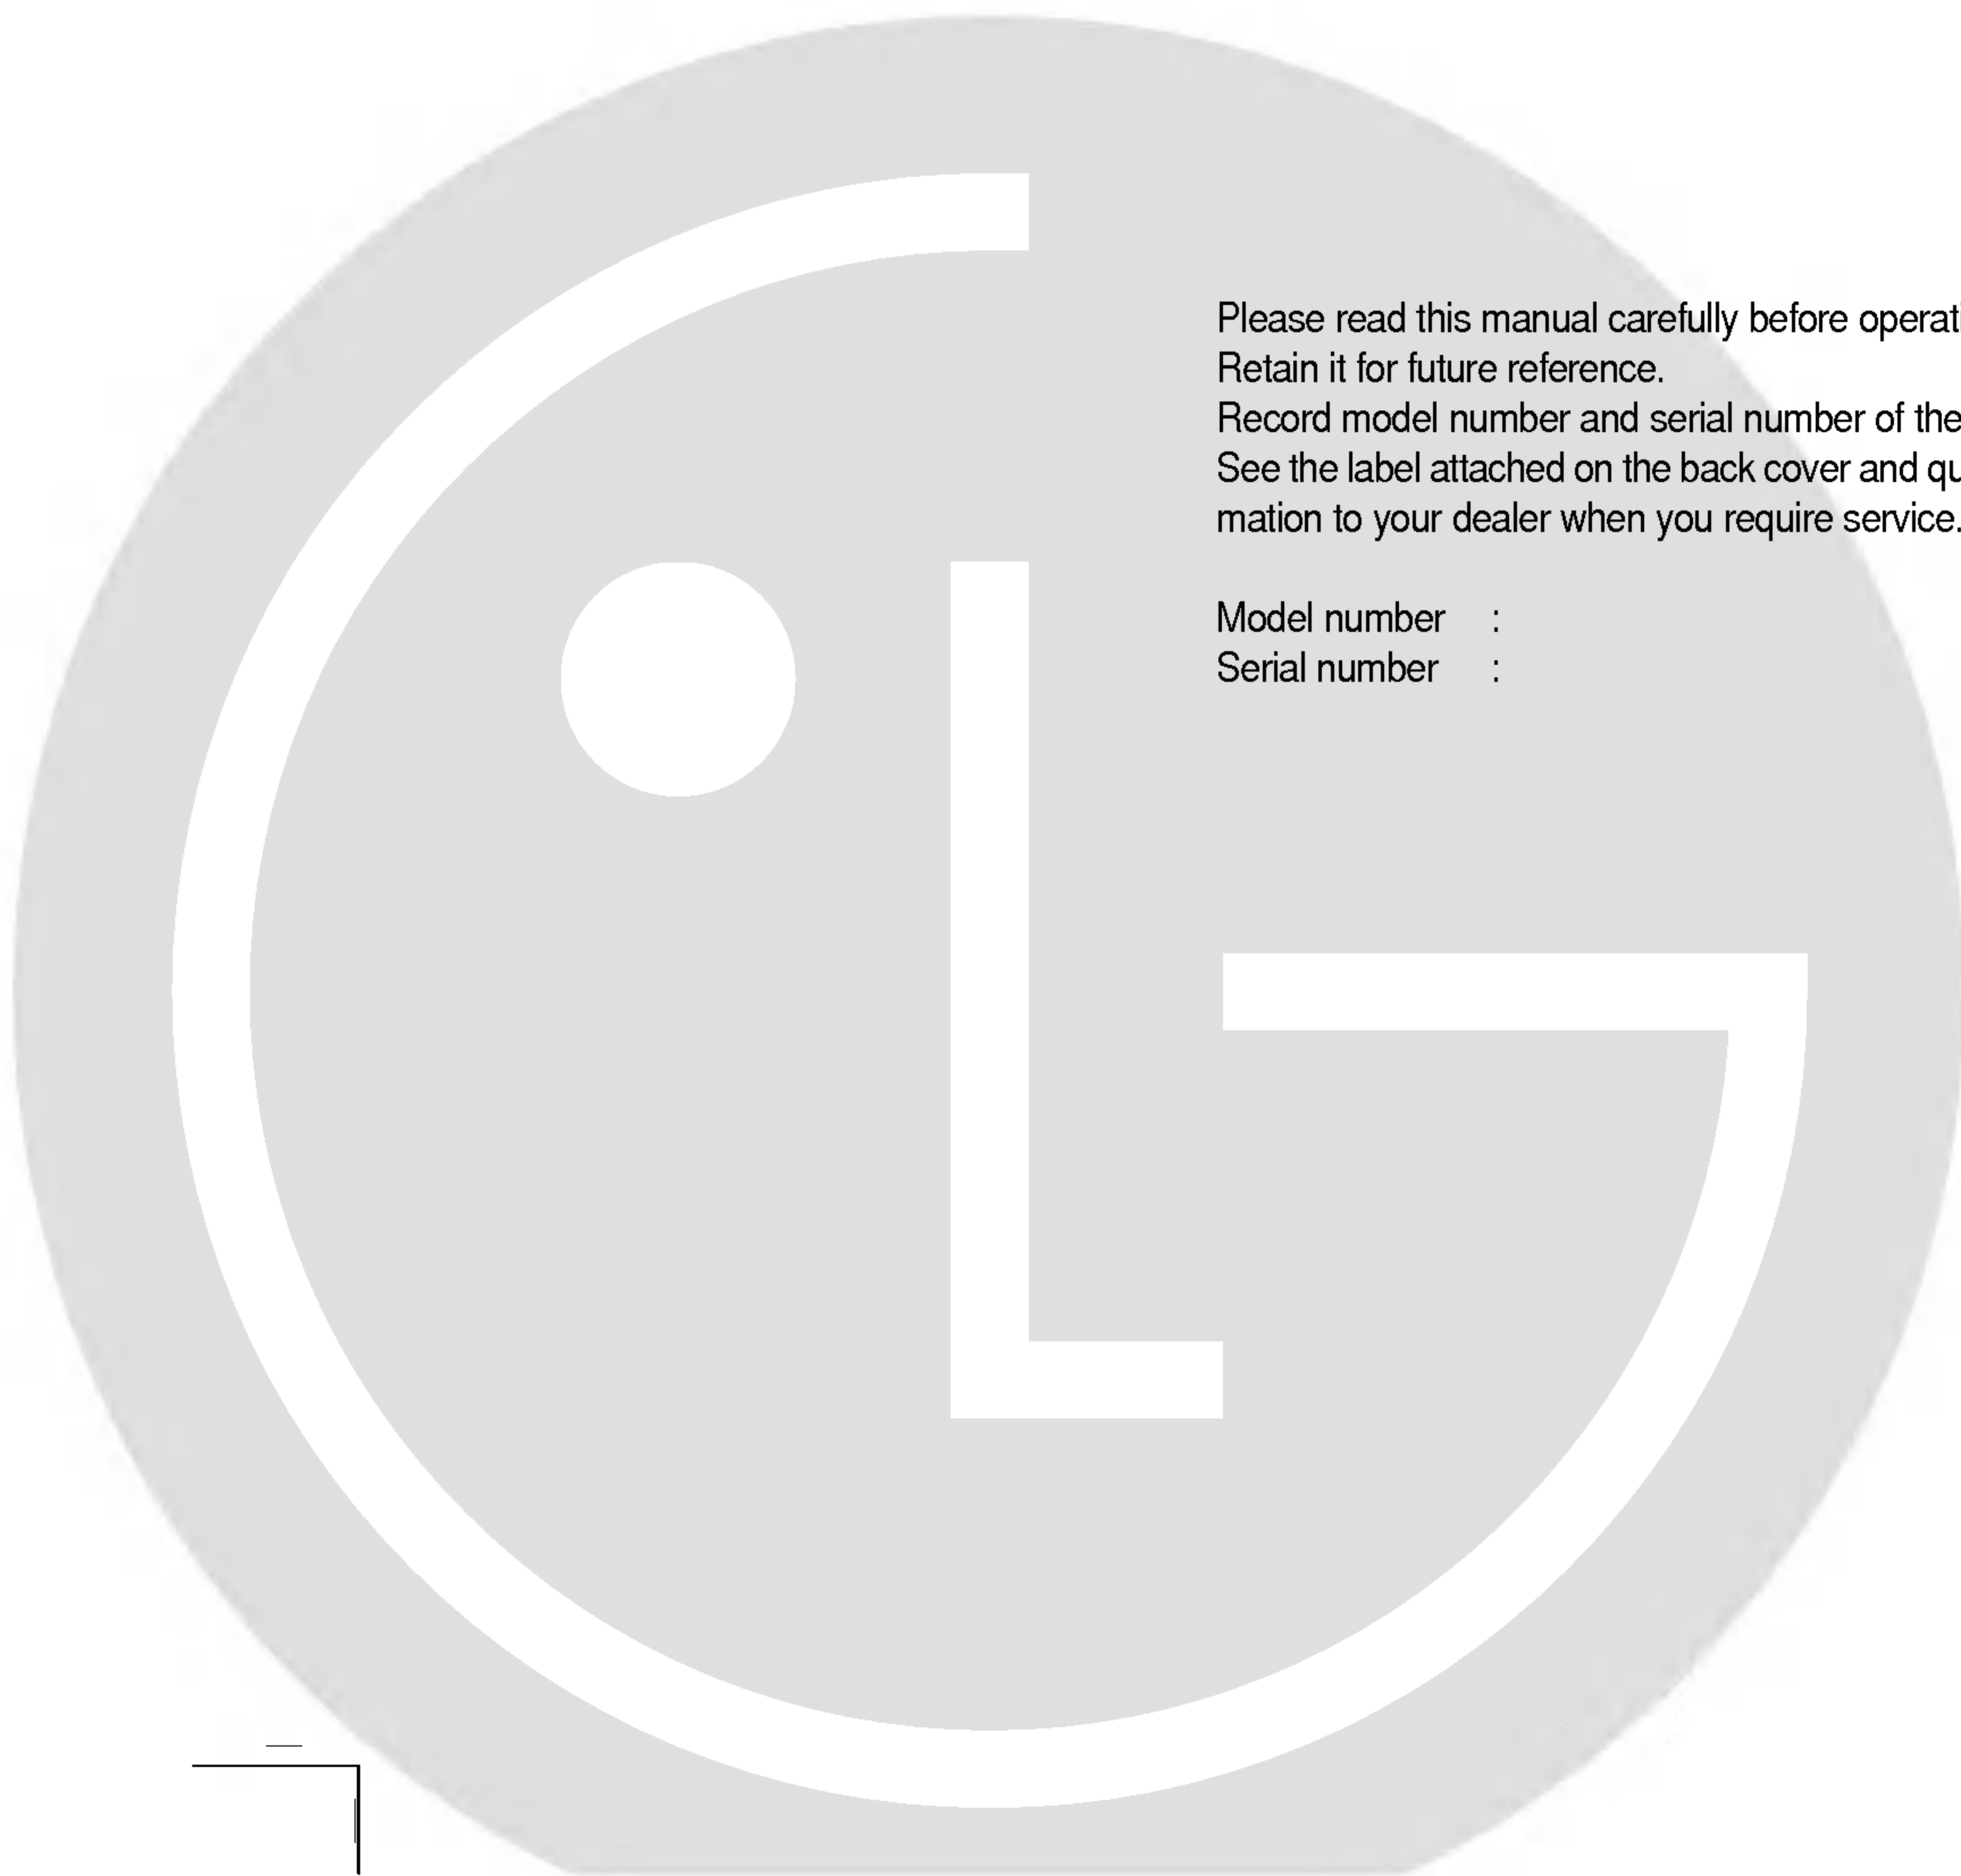 Please read this manual carefully before operati
Retain it for future reference.
Record model number and serial number of the
See the label attached on the back cover and qu
mation to your dealer when you require service.
Model number :
Serial number :